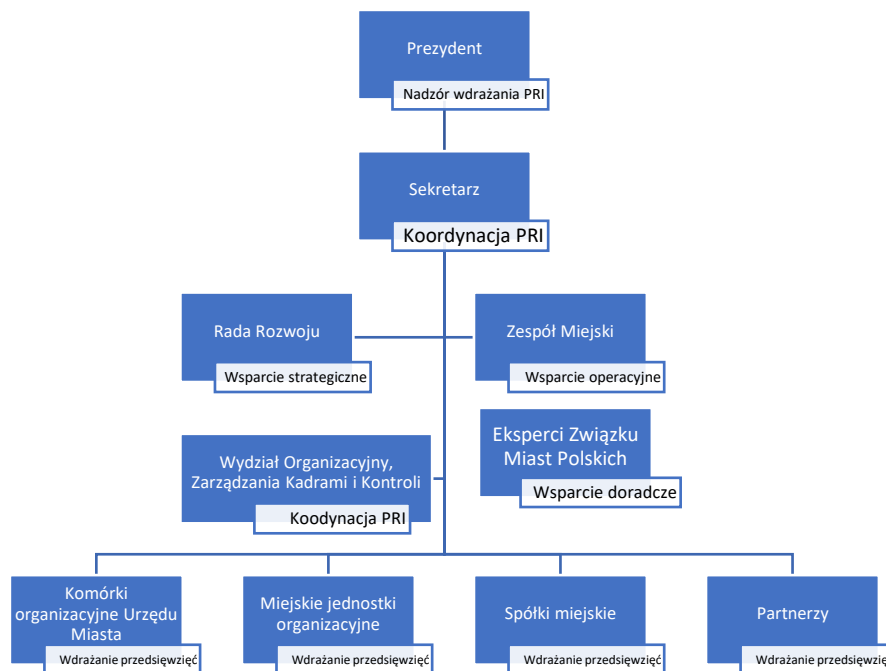 Prezydent
Nadzór wdrażania PRI
Sekretarz
Koordynacja PRI
Rada Rozwoju
Wsparcie strategiczne
Zespół Miejski
Wsparcie operacyjne
Wydział Organizacyjny,
Zarządzania Kadrami i Kontroli
Koodynacja PRI
Eksperci Związku
Miast Polskich
Wsparcie doradcze
Komórki
organizacyjne Urzędu
Miasta
Wdrażanie przedsięwzięć
Miejskie jednostki
organizacyjne
Wdrażanie przedsięwzięć
Spółki miejskie
Wdrażanie przedsięwzięć
Partnerzy
Wdrażanie przedsięwzięć